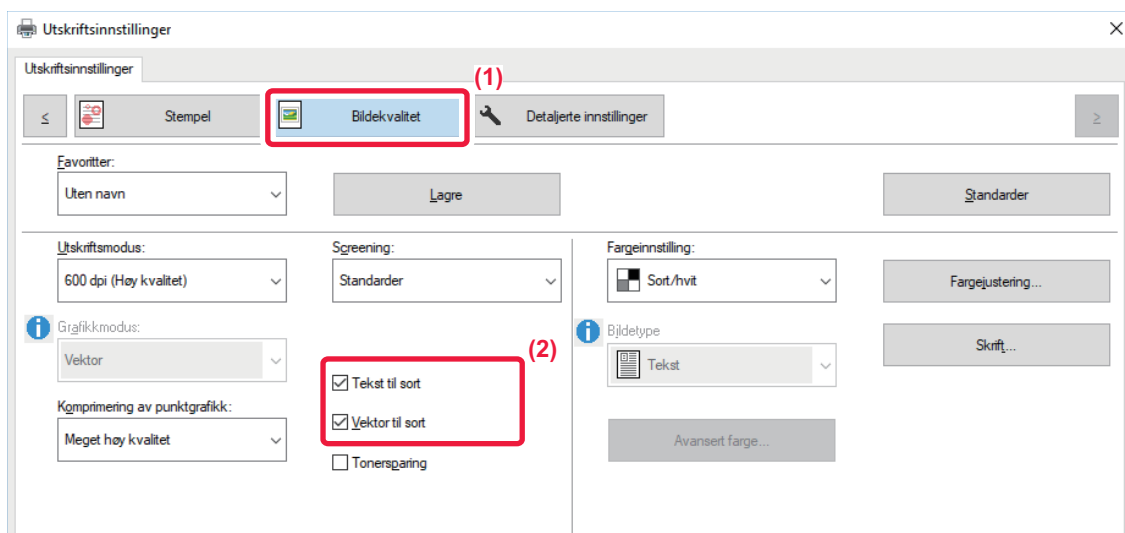 Utskriftsinnstillinger
Utskriftsinnstillinger
(1)
≤ Stempel Bildekvalitet Detaljerte innstillinger ≥
Favoritter:
Uten navn Lagre Standarder
Utskriftsmodus: Screening: Fargeinnstilling:
600 dpi (Høy kvalitet) Standarder Sort/hvit Fargejustering...
Grafikkmodus: Bildetype
(2)
Vektor Tekst Skrift...
Tekst til sort
Komprimering av punktgrafikk:
Vektor til sort
Meget høy kvalitet Avansert farge...
Tonersparing